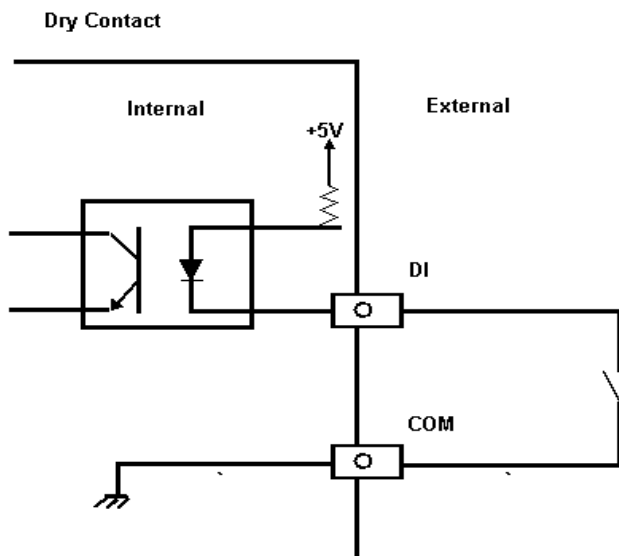 Dry Contact
Internal
External
+5V
DI
COM